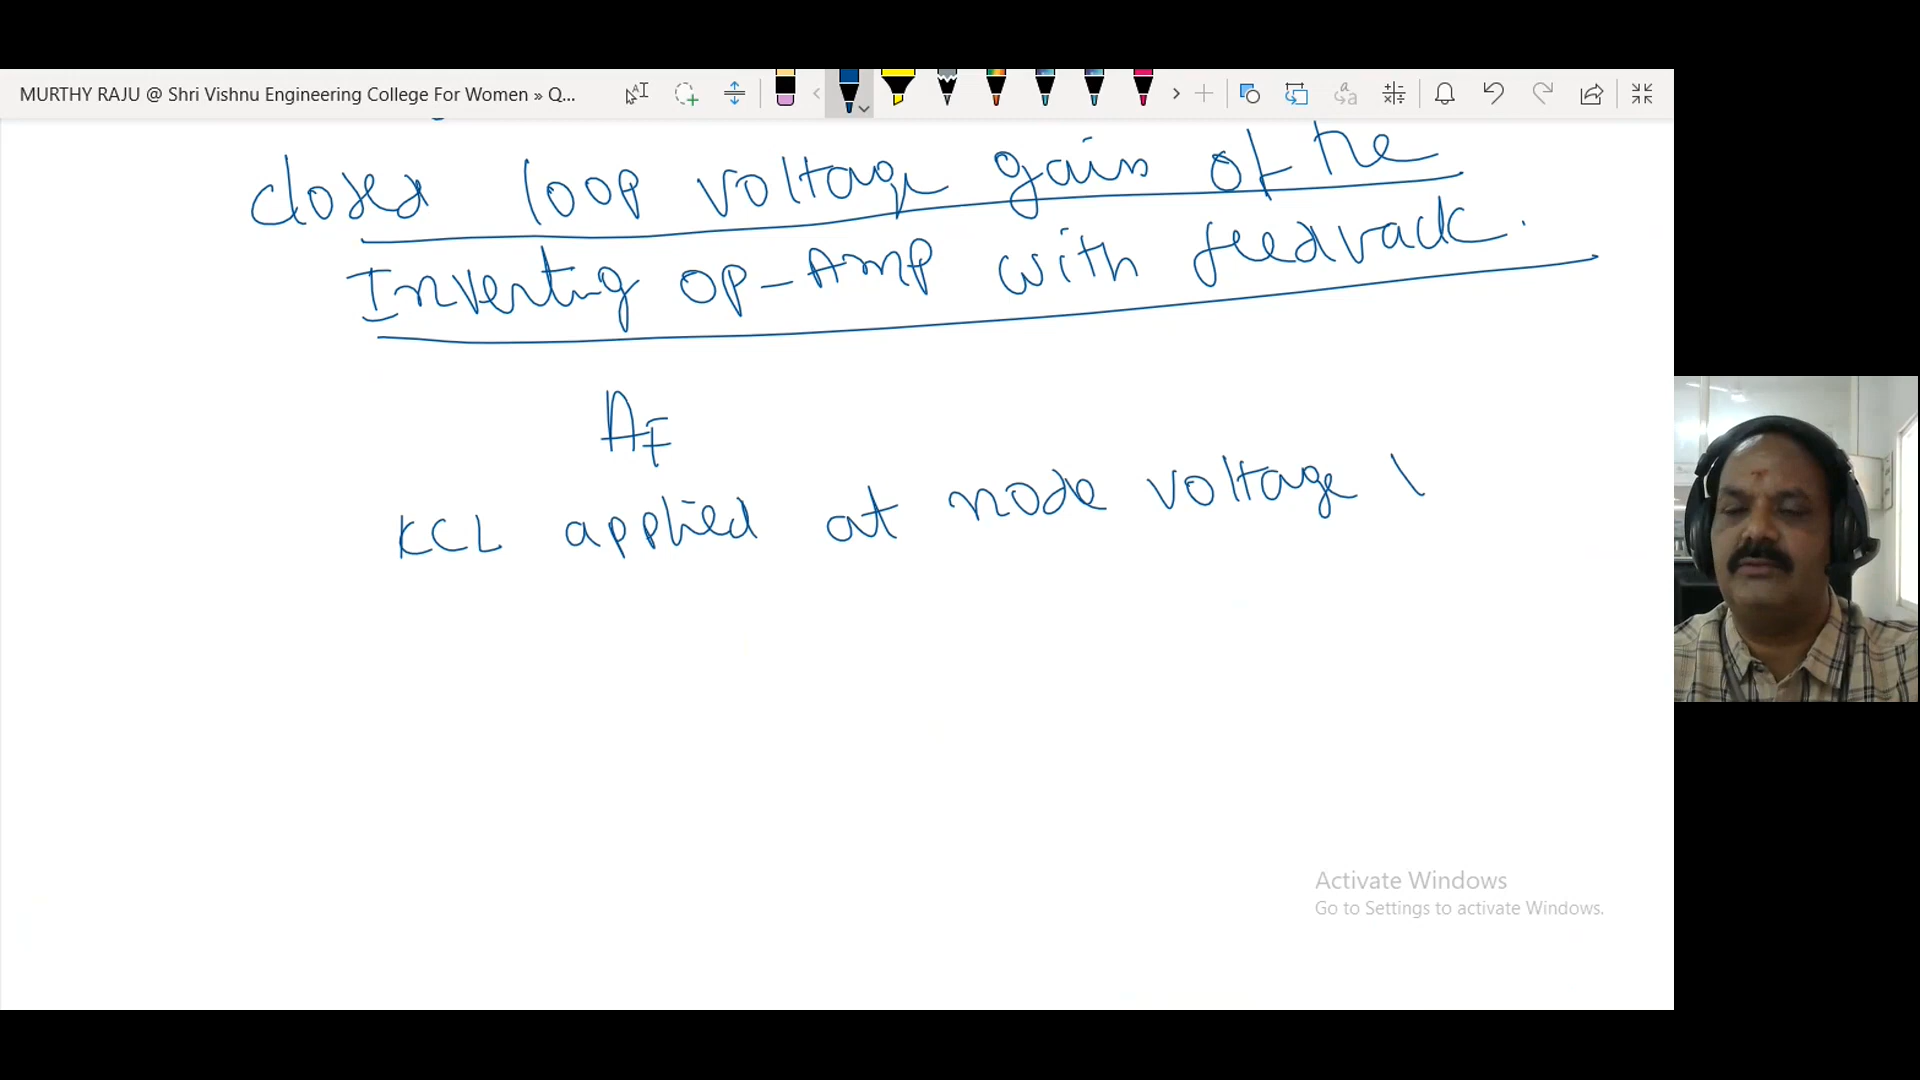 MURTHY RAJU @ Shri Vishnu Engineering College For Women » Q...
closed loop voltage gain of the
Inverting op-Amp with feedback.
AF
KCL applied at node voltage
Activate Windows
Go to Settings to activate Windows.